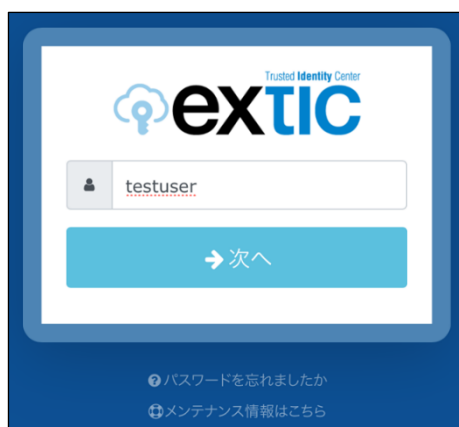 Trusted Identity Center
extic
testuser
次へ
パスワードを忘れましたか
メンテナンス情報はこちら